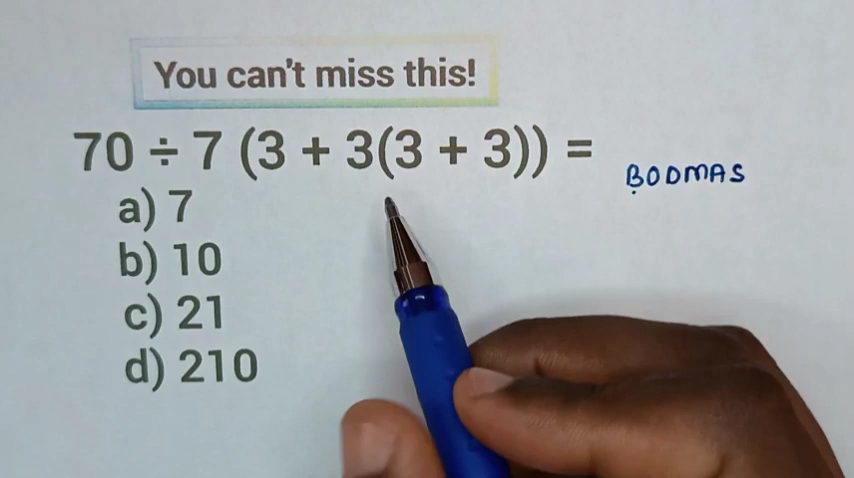 You can't miss this!
70 ÷ 7 (3 + 3(3 + 3)) =
BODMAS
a) 7
b) 10
c) 21
d) 210